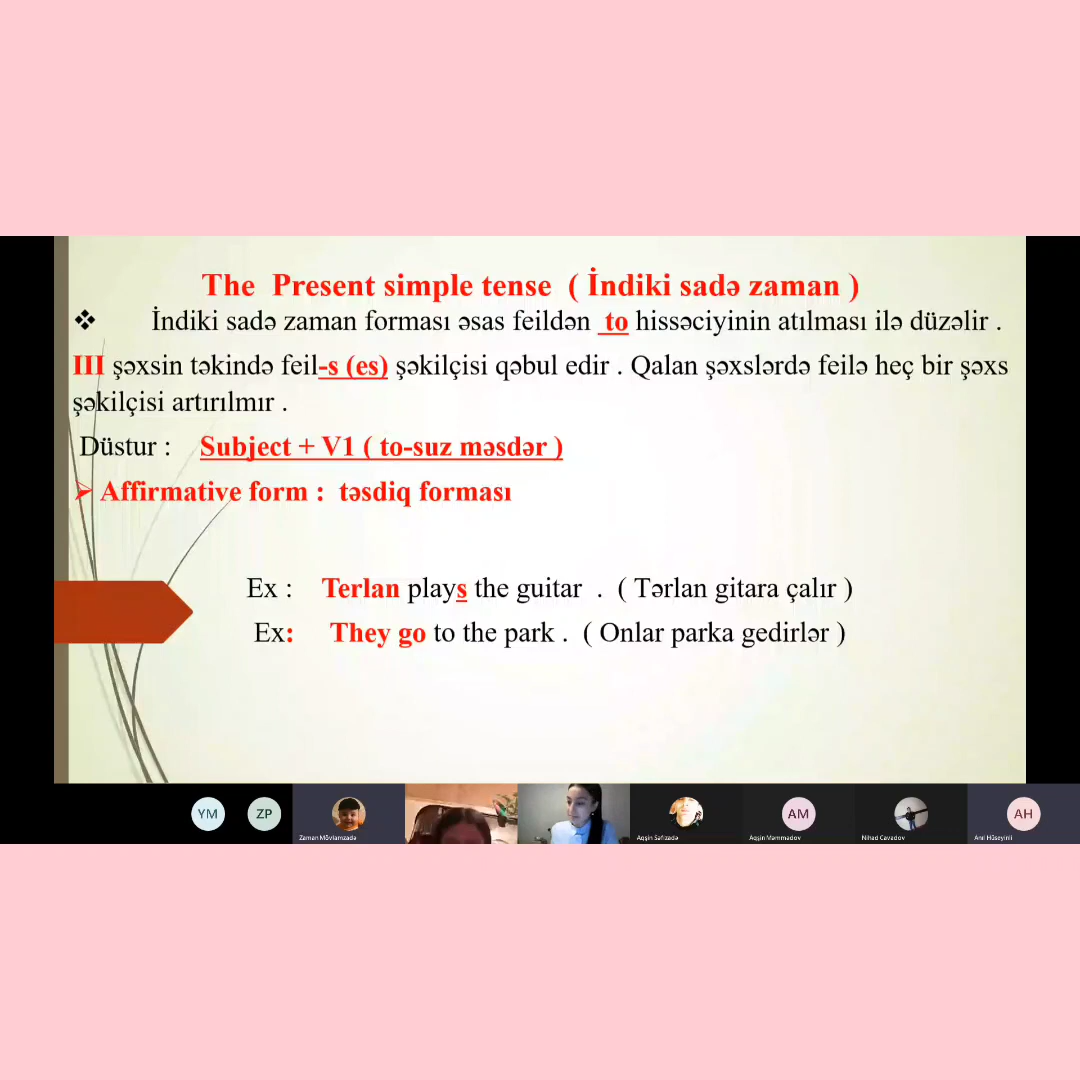 The Present simple tense ( İndiki sadə zaman )
❖ İndiki sadə zaman forması əsas feildən to hissəciyinin atılması ilə düzəlir .
III şəxsin təkində feil-s (es) şəkilçisi qəbul edir . Qalan şəxslərdə feilə heç bir şəxs
şəkilçisi artırılmır .
Düstur : Subject + V1 ( to-suz məsdər )
➢ Affirmative form : təsdiq forması
Ex : Terlan plays the guitar . ( Tərlan gitara çalır )
Ex: They go to the park . ( Onlar parka gedirlər )
YM ZP AM AH
Zaman Mövlamzadə Aqşin Səfizadə Aqşin Məmmədov Nihad Cavadov Anıl Hüseyinli